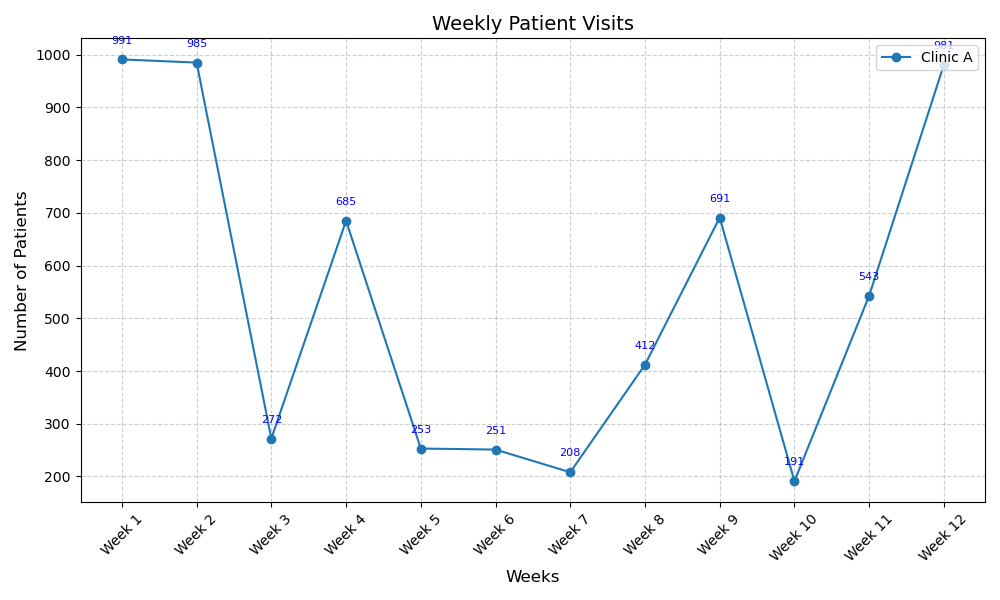 Weekly Patient Visits
Number of Patients
1000
900
800
700
600
500
400
300
200
991
985
272
685
253
251
208
412
691
191
543
981
Clinic A
Week 1
Week 2
Week 3
Week 4
Week 5
Week 6
Week 7
Week 8
Week 9
Week 10
Week 11
Week 12
Weeks